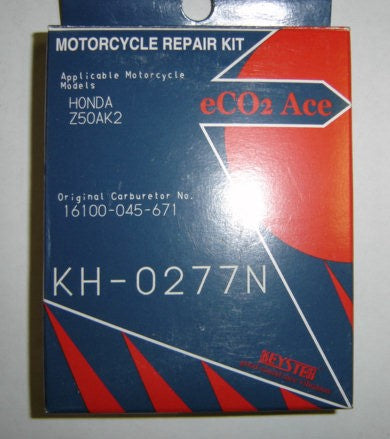 MOTORCYCLE REPAIR KIT
Applicable Motorcycle
Models
HONDA
Z50AK2
eCO2 Ace
Original Carburetor No.
16100-045-671
KH-0277N
KEYSTER